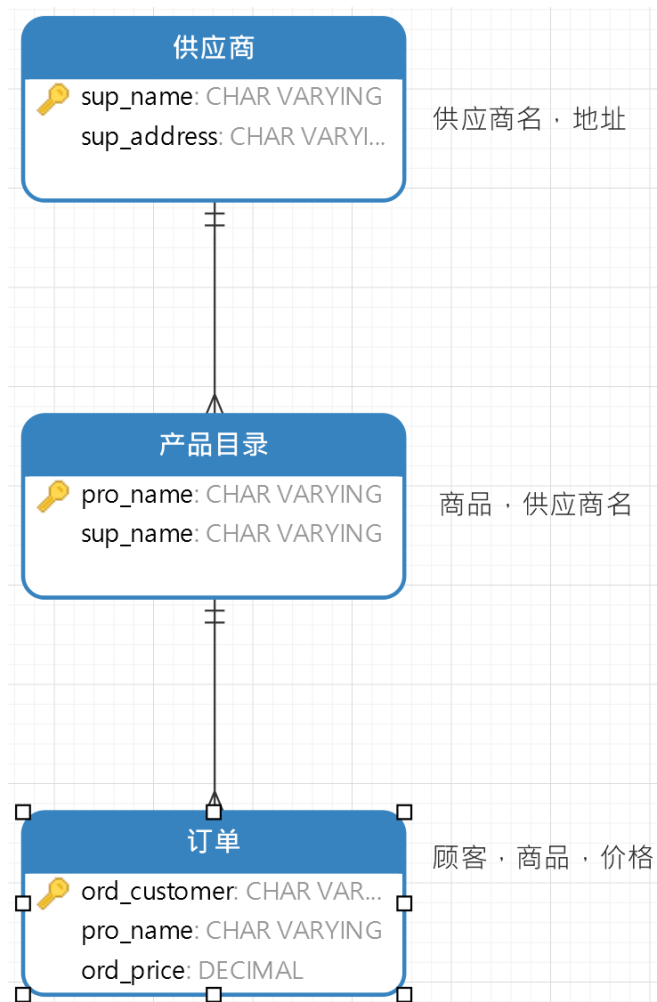 供应商
sup_name: CHAR VARYING
sup_address: CHAR VARYI...
供应商名，地址
产品目录
pro_name: CHAR VARYING
sup_name: CHAR VARYING
商品，供应商名
订单
ord_customer: CHAR VAR...
pro_name: CHAR VARYING
ord_price: DECIMAL
顾客，商品，价格